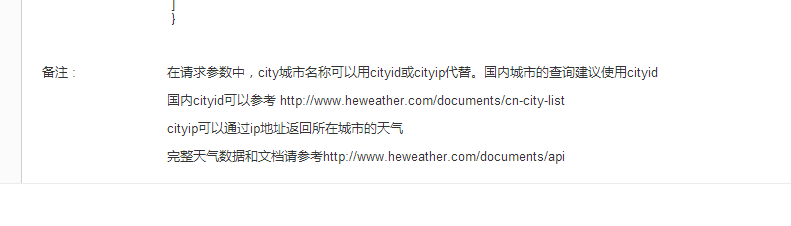 ]
}
备注：
在请求参数中，city城市名称可以用cityid或cityip代替。国内城市的查询建议使用cityid
国内cityid可以参考 http://www.heweather.com/documents/cn-city-list
cityip可以通过ip地址返回所在城市的天气
完整天气数据和文档请参考http://www.heweather.com/documents/api